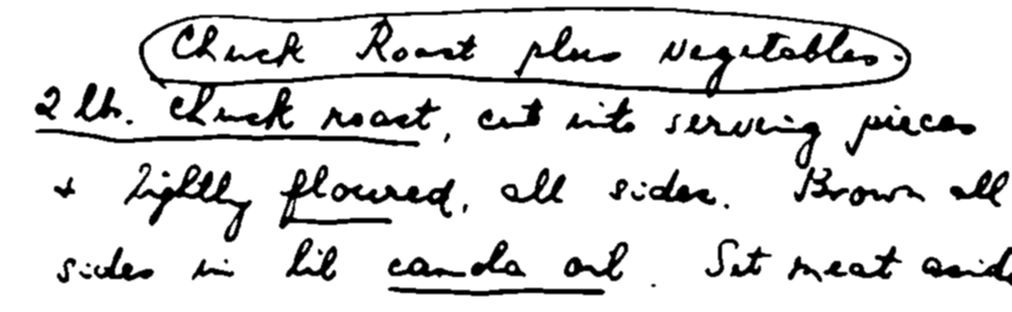 Chuck Roast plus vegetables.
2 lb. Chuck roast, cut into serving pieces
+ lightly floured, all sides. Brown all
sides in lil canola oil. Set meat aside